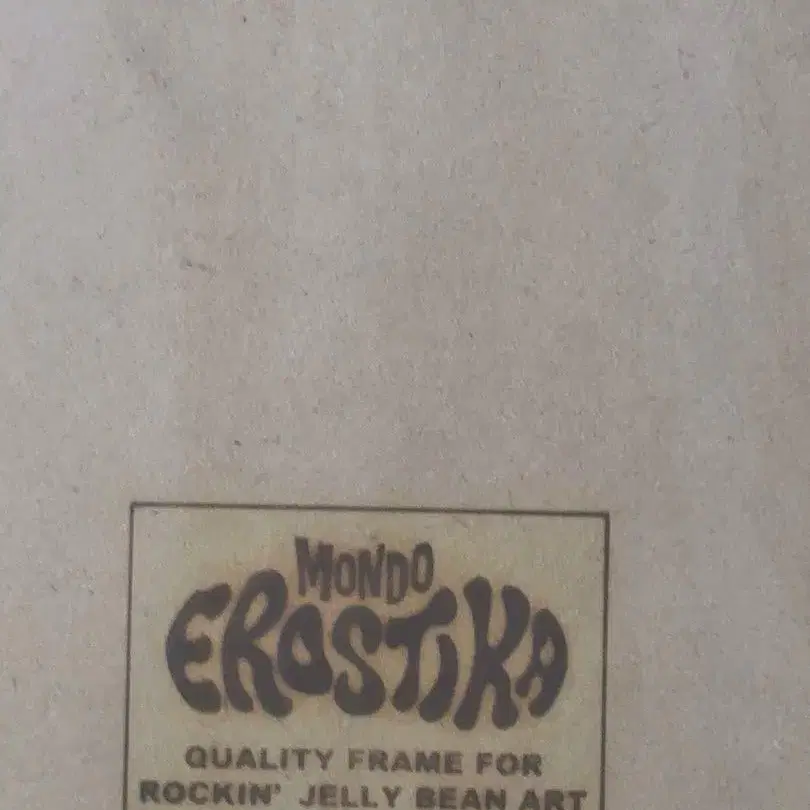 MONDO
EROSTIKA
QUALITY FRAME FOR
ROCKIN' JELLY BEAN ART